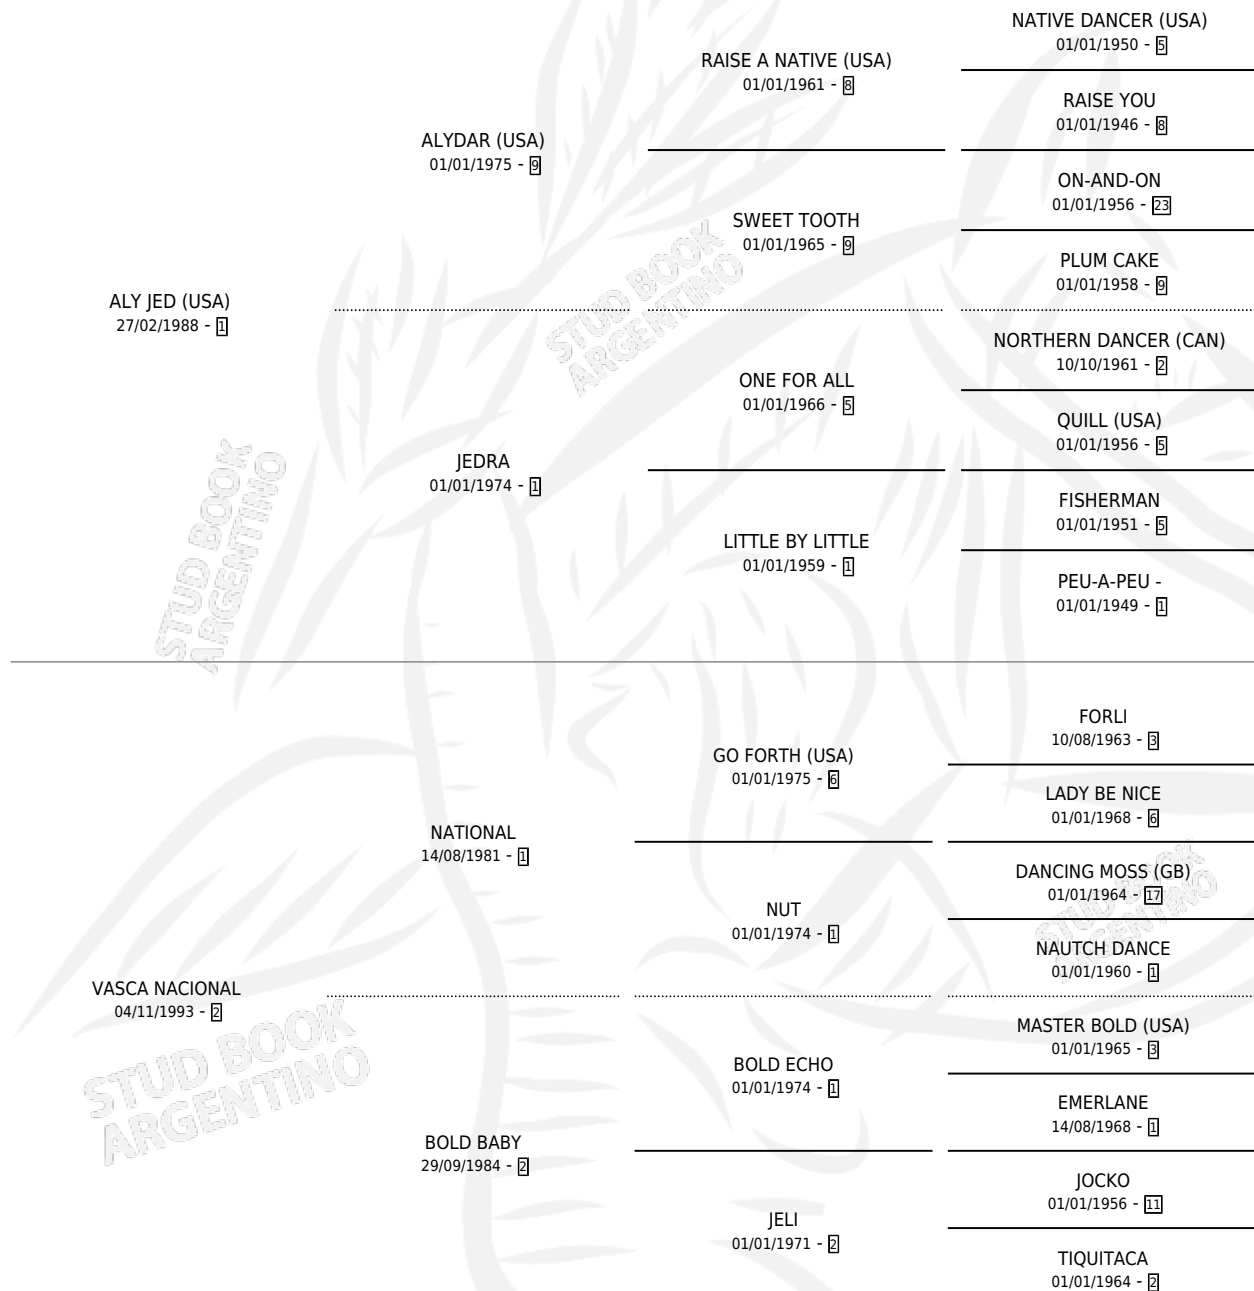 NATIVE DANCER (USA)
01/01/1950 - 5
RAISE A NATIVE (USA)
01/01/1961 - 8
RAISE YOU
01/01/1946 - 8
ALYDAR (USA)
01/01/1975 - 9
ON-AND-ON
01/01/1956 - 23
SWEET TOOTH
01/01/1965 - 9
PLUM CAKE
01/01/1958 - 9
ALY JED (USA)
27/02/1988 - 1
NORTHERN DANCER (CAN)
10/10/1961 - 2
ONE FOR ALL
01/01/1966 - 5
QUILL (USA)
01/01/1956 - 5
JEDRA
01/01/1974 - 1
FISHERMAN
01/01/1951 - 5
LITTLE BY LITTLE
01/01/1959 - 1
PEU-A-PEU -
01/01/1949 - 1
FORLI
10/08/1963 - 3
GO FORTH (USA)
01/01/1975 - 6
LADY BE NICE
01/01/1968 - 6
NATIONAL
14/08/1981 - 1
DANCING MOSS (GB)
01/01/1964 - 17
NUT
01/01/1974 - 1
NAUTCH DANCE
01/01/1960 - 1
VASCA NACIONAL
04/11/1993 - 2
MASTER BOLD (USA)
01/01/1965 - 3
BOLD ECHO
01/01/1974 - 1
EMERLANE
14/08/1968 - 1
BOLD BABY
29/09/1984 - 2
JOCKO
01/01/1956 - 11
JELI
01/01/1971 - 2
TIQUITACA
01/01/1964 - 2
STUD BOOK
ARGENTINO
STUD BOOK
ARGENTINO
STUD BOOK
ARGENTINO
STUD BOOK
ARGENTINO